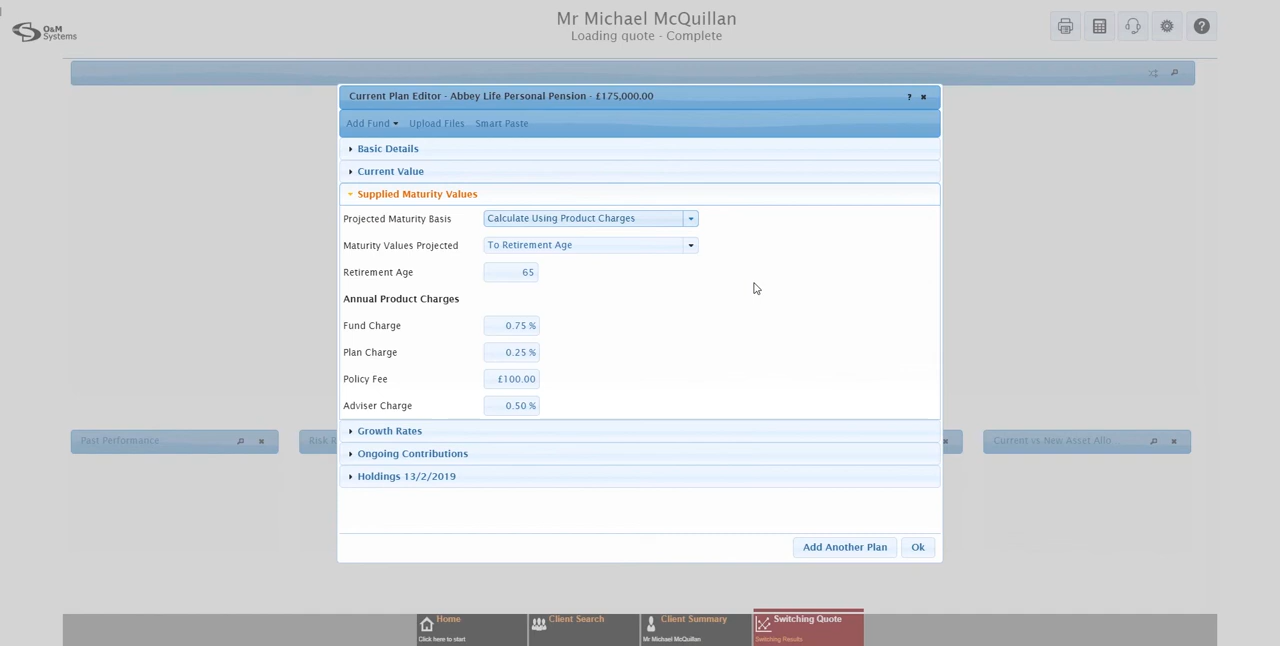 O&M
Systems
Mr Michael McQuillan
Loading quote - Complete
?
Current Plan Editor - Abbey Life Personal Pension - £175,000.00
Add Fund Upload Files Smart Paste
Basic Details
Current Value
Supplied Maturity Values
Projected Maturity Basis Calculate Using Product Charges
Maturity Values Projected To Retirement Age
Retirement Age 65
Annual Product Charges
Fund Charge 0.75 %
Plan Charge 0.25 %
Policy Fee £100.00
Adviser Charge 0.50 %
Growth Rates
Ongoing Contributions
Holdings 13/2/2019
Past Performance
Risk R
Current vs New Asset Allo
Add Another Plan Ok
Home
Click here to start
Client Search
Client Summary
Mr Michael McQuillan
Switching Quote
Switching Results